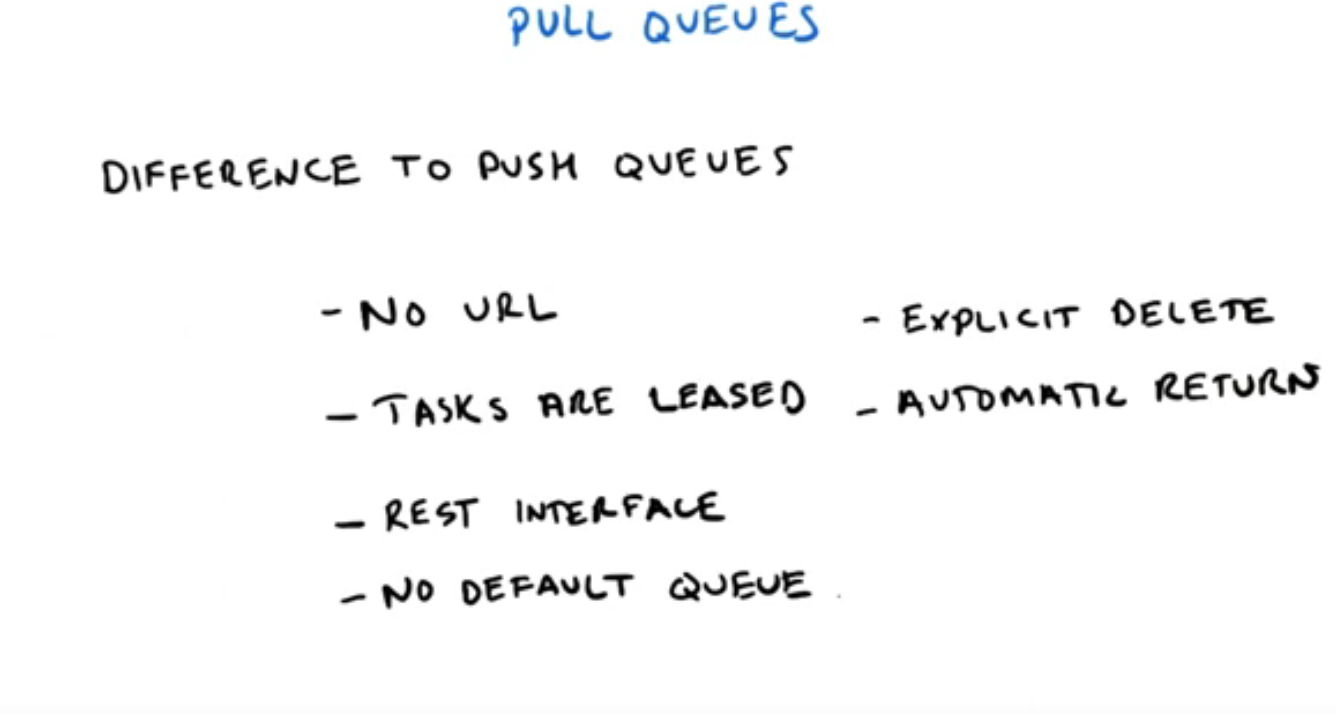 PULL QUEUES
DIFFERENCE TO PUSH QUEUES
- NO URL
- TASKS ARE LEASED
- REST INTERFACE
- NO DEFAULT QUEUE
- EXPLICIT DELETE
- AUTOMATIC RETURN